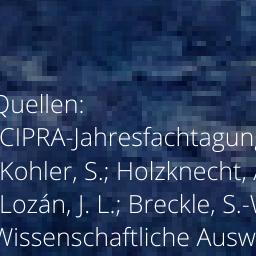 Quellen:
CIPRA-Jahresfachtagung
Kohler, S.; Holzknecht,
Lozán, J. L.; Breckle, S.-
Wissenschaftliche Ausw